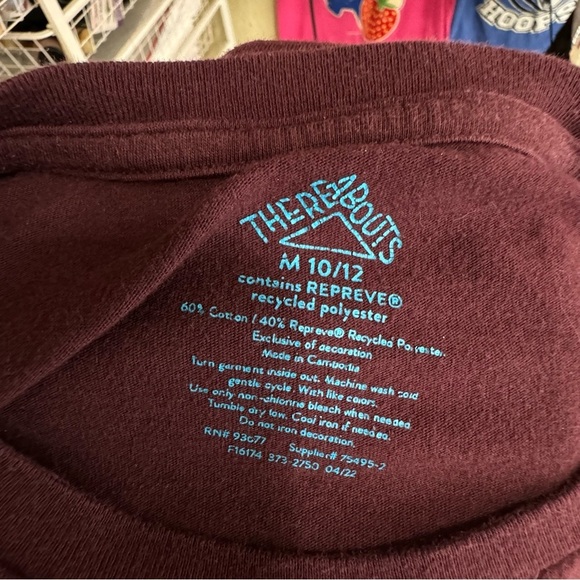 HOOPS
THEREABOUTS
M 10/12
contains REPREVE®
recycled polyester
60% Cotton / 40% Repreve® Recycled Polyester.
Exclusive of decoration
Made in Cambodia
Turn garment inside out. Machine wash cold
gentle cycle. With like colors.
Use only non-chlorine bleach when needed.
Tumble dry low. Cool iron if needed.
Do not iron decoration.
RN# 93677 Supplier# 75495-2
F16174 373-2750 04/22